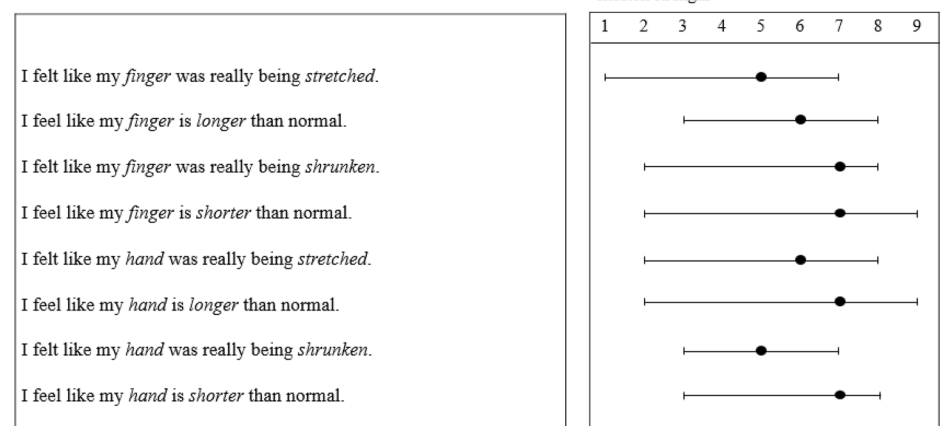 1 2 3 4 5 6 7 8 9
I felt like my finger was really being stretched.
I feel like my finger is longer than normal.
I felt like my finger was really being shrunken.
I feel like my finger is shorter than normal.
I felt like my hand was really being stretched.
I feel like my hand is longer than normal.
I felt like my hand was really being shrunken.
I feel like my hand is shorter than normal.